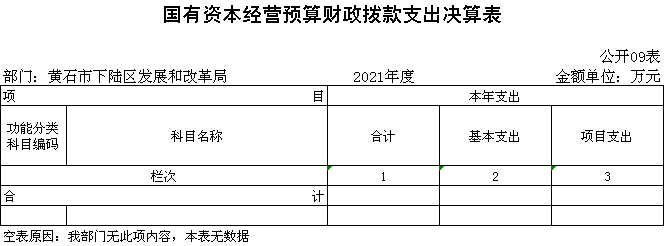 国有资本经营预算财政拨款支出决算表
公开09表
部门：黄石市下陆区发展和改革局 2021年度 金额单位：万元
项 目 本年支出
功能分类科目编码 科目名称 合计 基本支出 项目支出
栏次 1 2 3
合 计
空表原因：我部门无此项内容，本表无数据